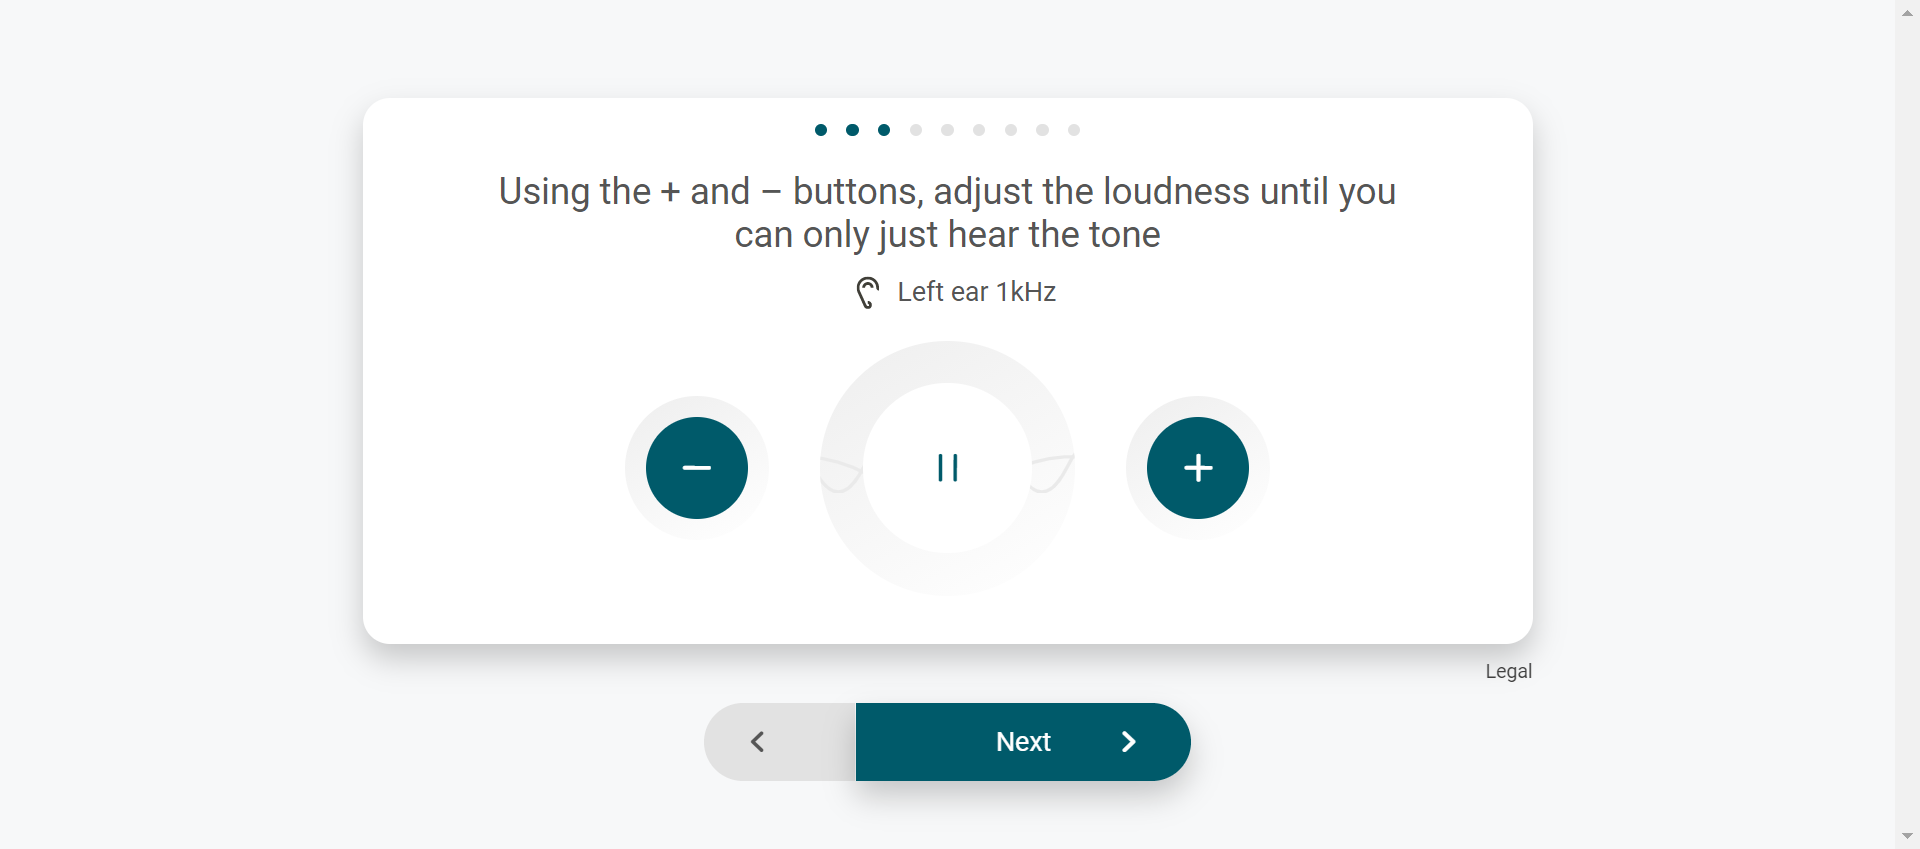 Using the + and – buttons, adjust the loudness until you
can only just hear the tone
Left ear 1kHz
Legal
Next